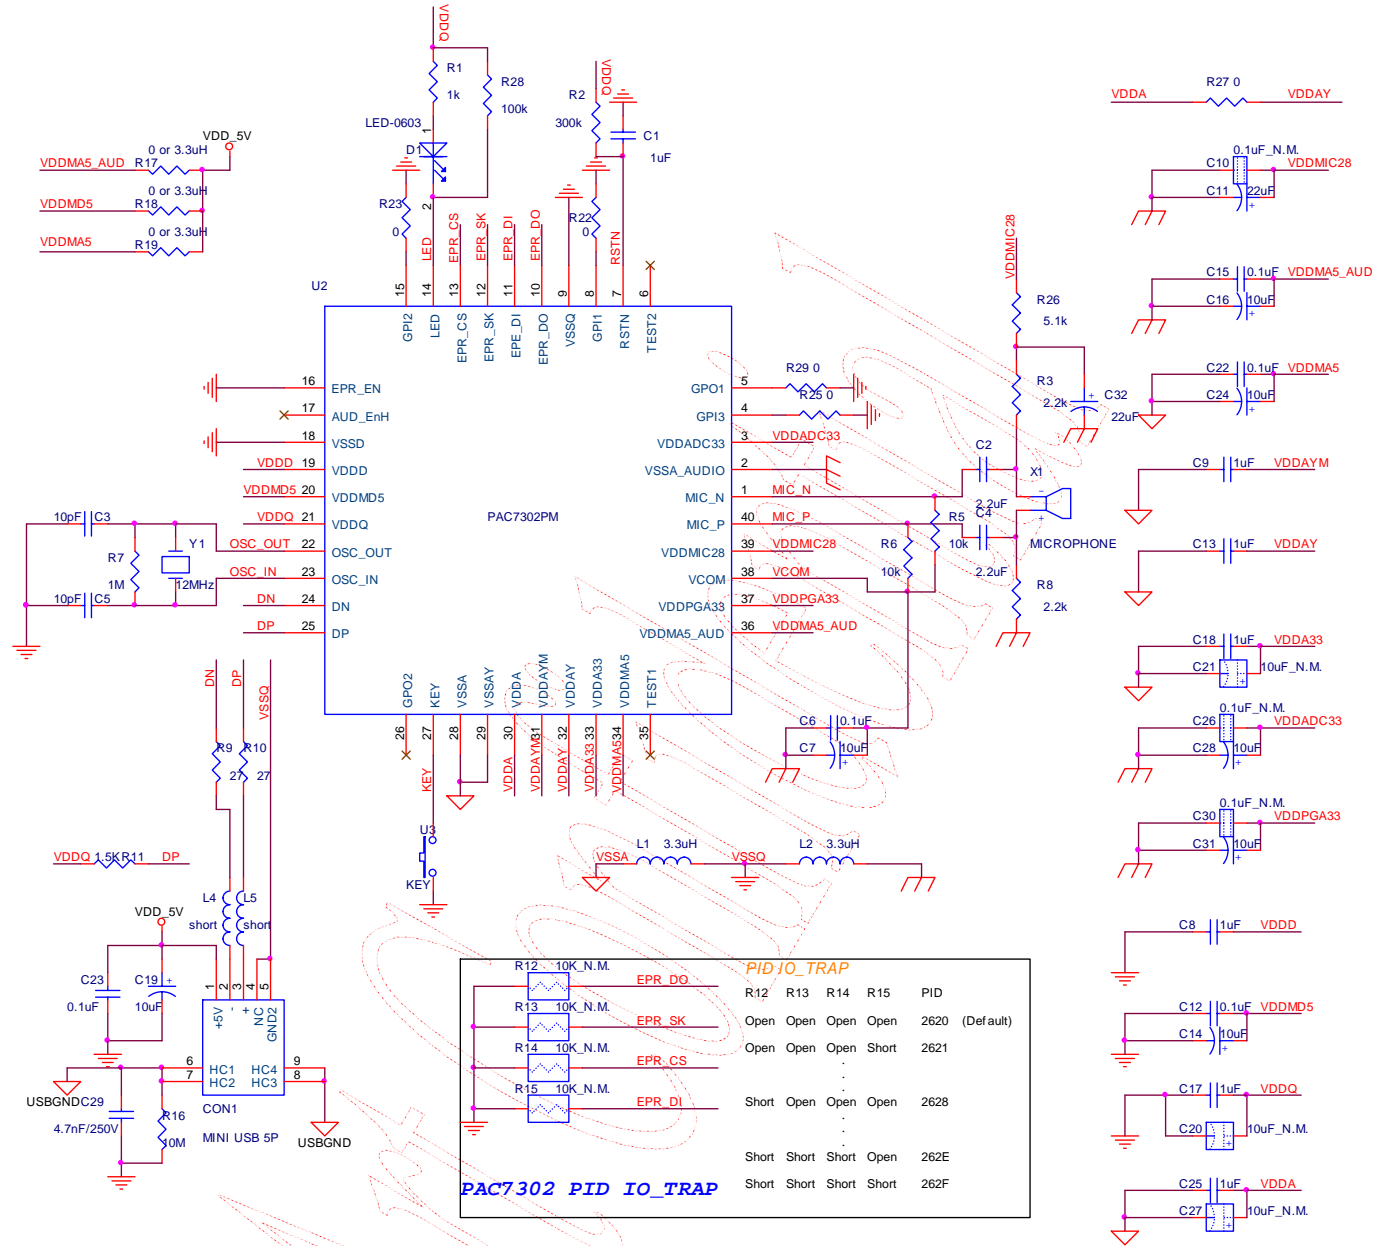 VDDQ
R1
1k
R28
100k
LED-0603
D1
1
2
VDDQ
R2
300k
C1
1uF
R27 0
VDDA
VDDAY
VDD_5V
0 or 3.3uH
VDDMA5_AUD
R17
0 or 3.3uH
VDDMD5
R18
0 or 3.3uH
VDDMA5
R19
R23
0
R22
0
LED
EPR_CS
EPR_SK
EPR_DI
EPR_DO
RSTN
U2
15
14
13
12
11
10
9
8
7
6
GPI2
LED
EPR_CS
EPR_SK
EPE_DI
EPR_DO
VSSQ
GPI1
RSTN
TEST2
16 EPR_EN
17 AUD_EnH
18 VSSD
VDDD 19 VDDD
VDDMD5 20 VDDMD5
VDDQ 21 VDDQ
OSC_OUT 22 OSC_OUT
OSC_IN 23 OSC_IN
DN 24 DN
DP 25 DP
PAC7302PM
GPO1 5 R29 0
GPI3 4 R25 0
VDDADC33 3 VDDADC33
VSSA_AUDIO 2
MIC_N 1 MIC_N
MIC_P 40 MIC_P
VDDMIC28 39 VDDMIC28
VCOM 38 VCOM
VDDPGA33 37 VDDPGA33
VDDMA5_AUD 36 VDDMA5_AUD
10pF C3
R7
1M
Y1
12MHz
10pF C5
VDDMIC28
R26
5.1k
R3
2.2k
C32
22uF
C2
2.2uF
X1
C4
2.2uF
MICROPHONE
R5
10k
R6
10k
R8
2.2k
GPO2
KEY
VSSA
VSSAY
VDDA
VDDAYM
VDDAY
VDDA33
VDDMA5
TEST1
26
27
28
29
30
31
32
33
34
35
KEY
VDDA
VDDAYM
VDDAY
VDDA33
VDDMA5
C6 0.1uF
C7 10uF
U3
KEY
VSSA
L1 3.3uH
VSSQ
L2 3.3uH
DN
DP
VSSQ
R9
27
R10
27
VDDQ 1.5K R11 DP
L4
short
L5
short
VDD_5V
C23
0.1uF
C19
10uF
1
2
3
4
5
+5V
-
+
NC
GND2
6 HC1
7 HC2
HC4 9
HC3 8
CON1
MINI USB 5P
USBGND
C29
4.7nF/250V
R16
10M
USBGND
0.1uF_N.M.
C10 VDDMIC28
C11 22uF
C15 0.1uF VDDMA5_AUD
C16 10uF
C22 0.1uF VDDMA5
C24 10uF
C9 1uF VDDAYM
C13 1uF VDDAY
C18 1uF VDDA33
C21 10uF_N.M.
0.1uF_N.M.
C26 VDDADC33
C28 10uF
0.1uF_N.M.
C30 VDDPGA33
C31 10uF
C8 1uF VDDD
C12 0.1uF VDDMD5
C14 10uF
C17 1uF VDDQ
C20 10uF_N.M.
C25 1uF VDDA
C27 10uF_N.M.
R12 10K_N.M. EPR_DO
R13 10K_N.M. EPR_SK
R14 10K_N.M. EPR_CS
R15 10K_N.M. EPR_DI
PID IO_TRAP
R12 R13 R14 R15 PID
Open Open Open Open 2620 (Default)
Open Open Open Short 2621
.
.
.
Short Open Open Open 2628
.
.
.
Short Short Short Open 262E
Short Short Short Short 262F
PAC7302 PID IO_TRAP